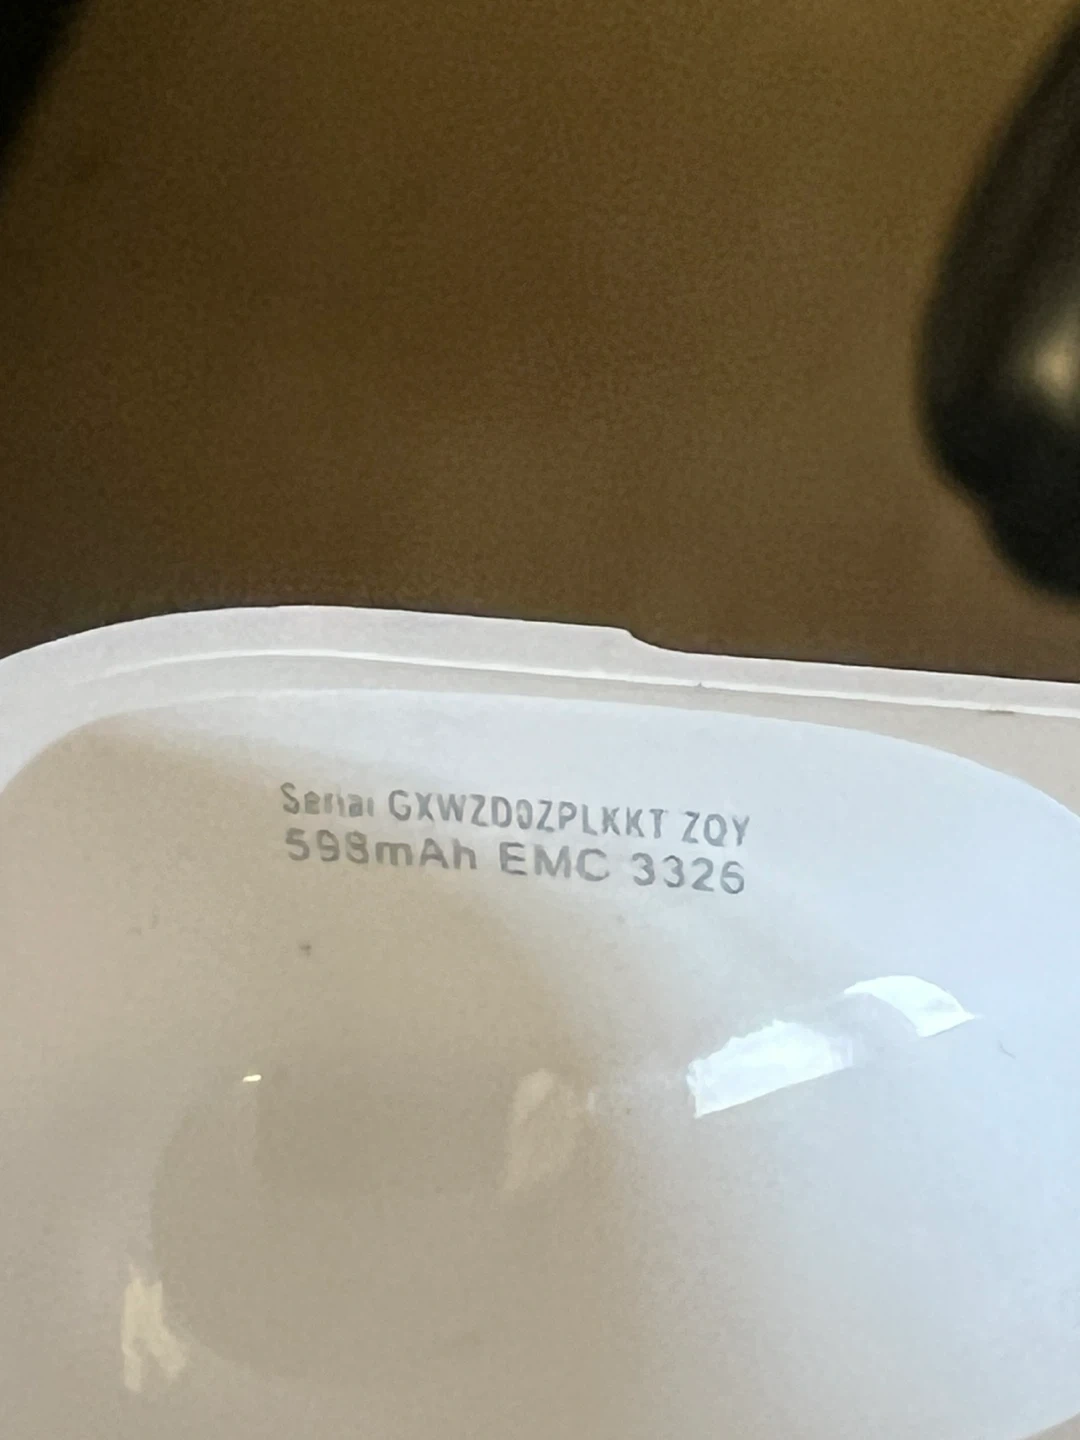 Serial GXWZD0ZPLKKT ZQY
598mAh EMC 3326